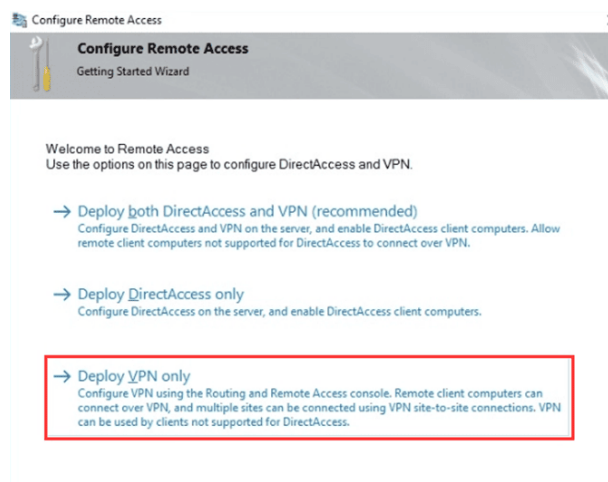 Configure Remote Access
Configure Remote Access
Getting Started Wizard
Welcome to Remote Access
Use the options on this page to configure DirectAccess and VPN.
Deploy both DirectAccess and VPN (recommended)
Configure DirectAccess and VPN on the server, and enable DirectAccess client computers. Allow
remote client computers not supported for DirectAccess to connect over VPN.
Deploy DirectAccess only
Configure DirectAccess on the server, and enable DirectAccess client computers.
Deploy VPN only
Configure VPN using the Routing and Remote Access console. Remote client computers can
connect over VPN, and multiple sites can be connected using VPN site-to-site connections. VPN
can be used by clients not supported for DirectAccess.